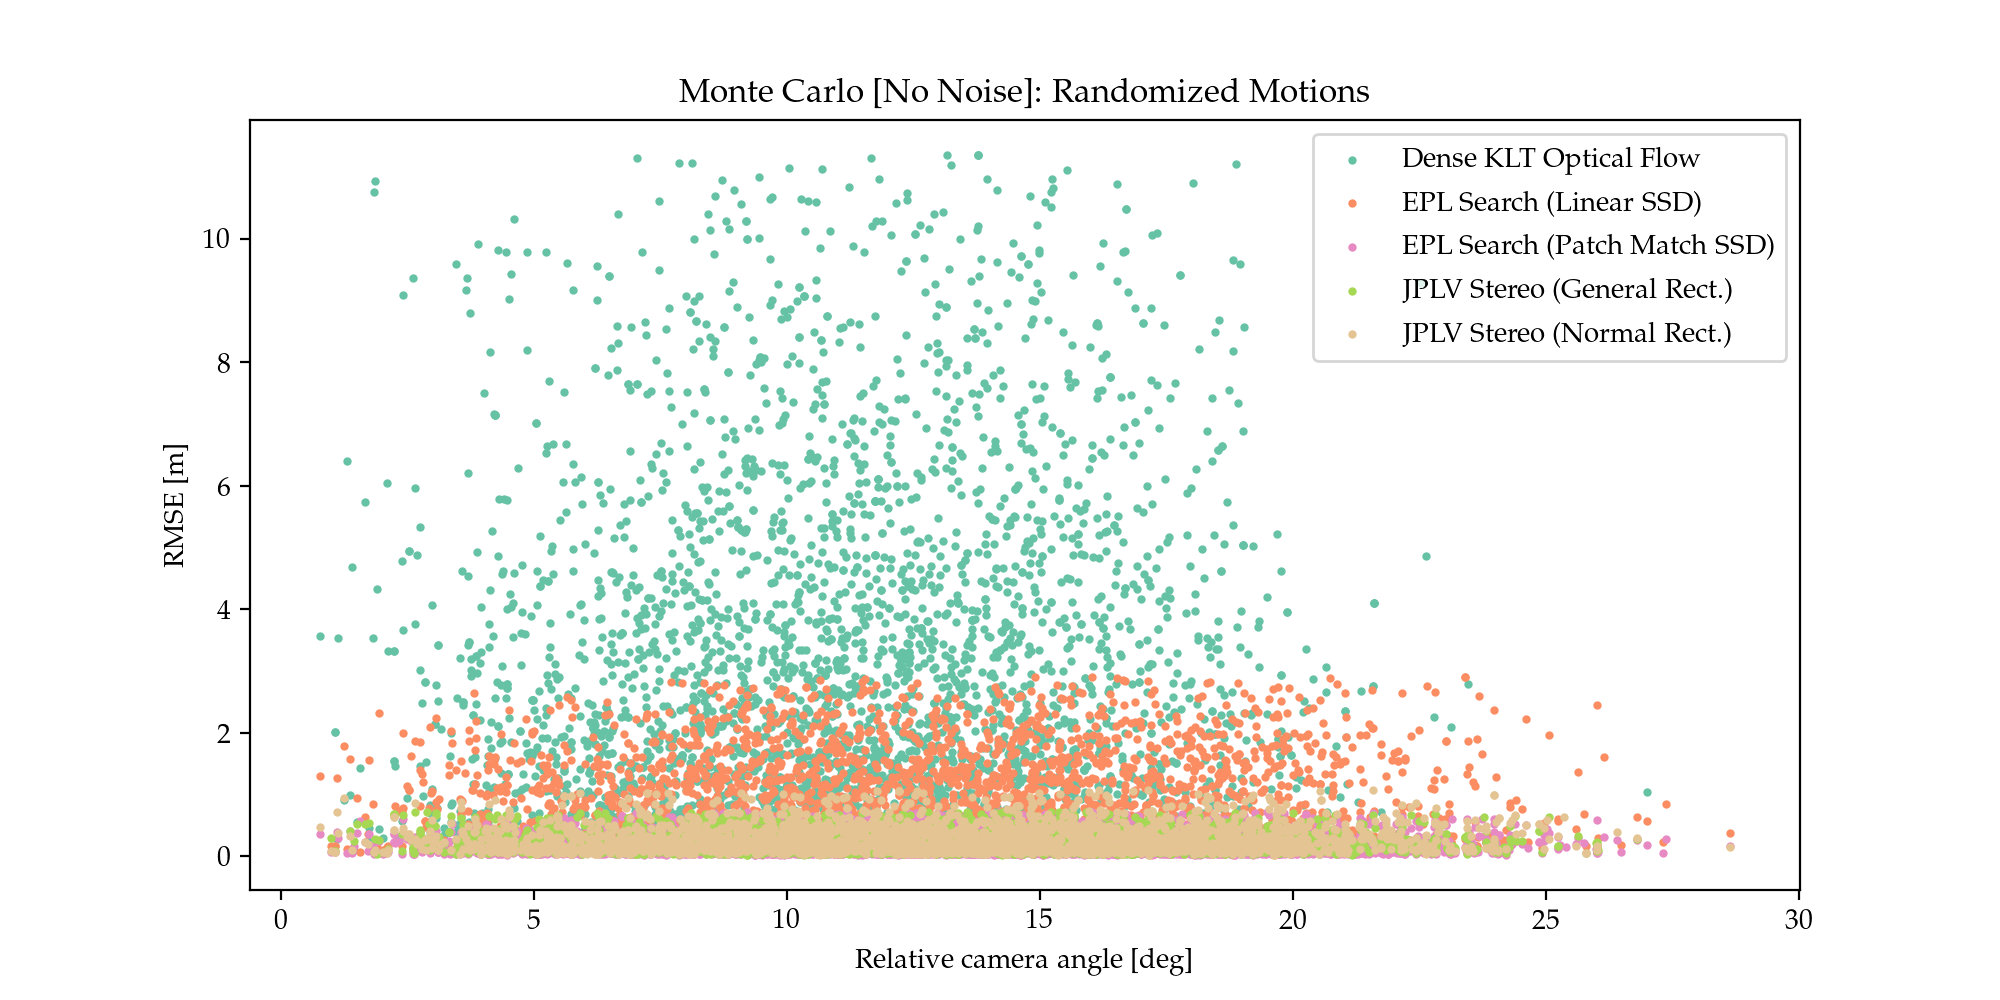 Monte Carlo [No Noise]: Randomized Motions
Dense KLT Optical Flow
EPL Search (Linear SSD)
EPL Search (Patch Match SSD)
JPLV Stereo (General Rect.)
JPLV Stereo (Normal Rect.)
RMSE [m]
10
8
6
4
2
0
0 5 10 15 20 25 30
Relative camera angle [deg]